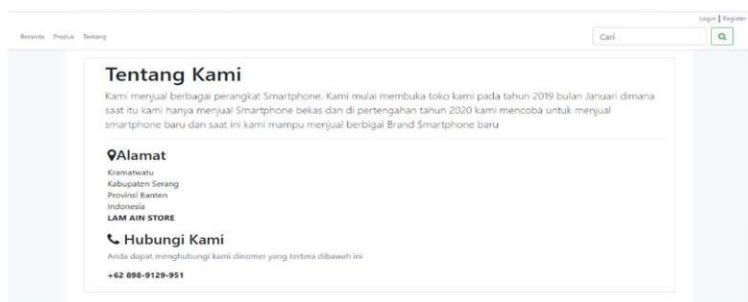 Login | Register
Beranda Produk Tentang
Cari
Tentang Kami
Kami menjual berbagai perangkat Smartphone. Kami mulai membuka toko kami pada tahun 2019 bulan Januari dimana
saat itu kami hanya menjual Smartphone bekas dan di pertengahan tahun 2020 kami mencoba untuk menjual
smartphone baru dan saat ini kami mampu menjual berbigai Brand Smartphone baru
Alamat
Kramatwatu
Kabupaten Serang
Provinsi Banten
Indonesia
LAM AIN STORE
Hubungi Kami
Anda dapat menghubungi kami dinomer yang tertera dibawah ini
+62 898-9129-951